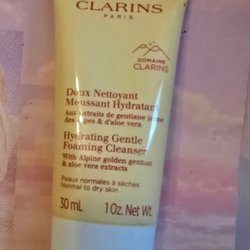 CLARINS
PARIS
DOMAINE
CLARINS
Doux Nettoyant
Moussant Hydratant
Aux extraits de gentiane jaune
des Alpes & d'aloe vera
Hydrating Gentle
Foaming Cleanser
With Alpine golden gentian
& aloe vera extracts
Peaux normales à sèches
Normal to dry skin
30 mL 1 Oz. Net Wt.